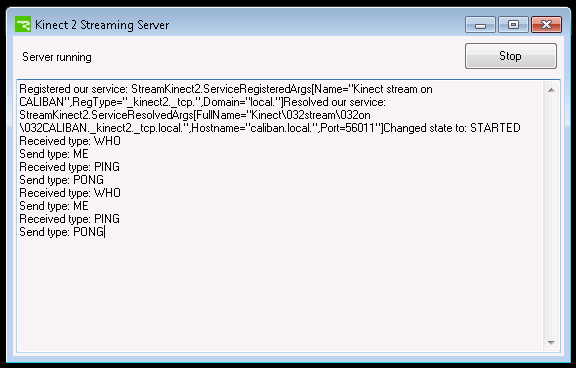 Kinect 2 Streaming Server
Server running
Stop
Registered our service: StreamKinect2.ServiceRegisteredArgs[Name="Kinect stream on
CALIBAN",RegType="_kinect2._tcp.",Domain="local."]Resolved our service:
StreamKinect2.ServiceResolvedArgs[FullName="Kinect\032stream\032on
\032CALIBAN._kinect2._tcp.local.",Hostname="caliban.local.",Port=56011"]Changed state to: STARTED
Received type: WHO
Send type: ME
Received type: PING
Send type: PONG
Received type: WHO
Send type: ME
Received type: PING
Send type: PONG